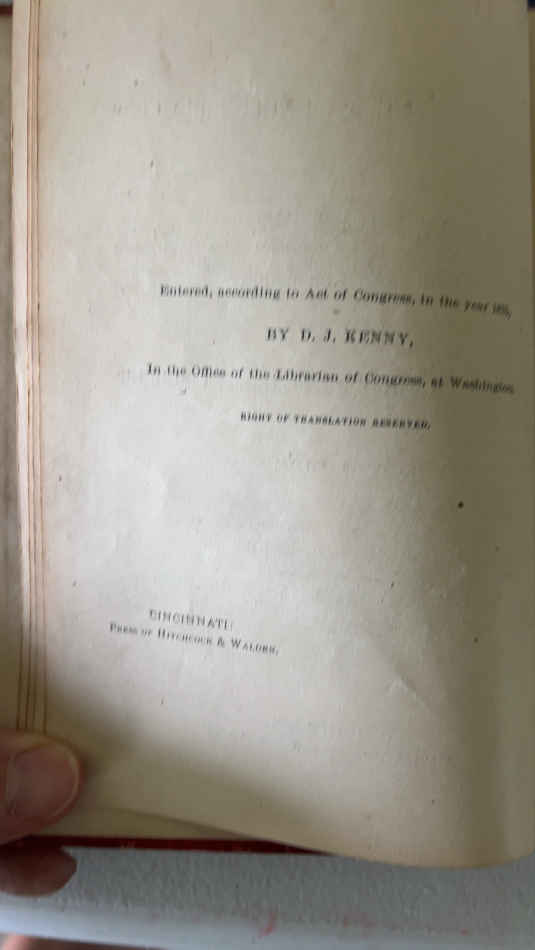 Entered, according to Act of Congress, in the year
BY D. J. KENNY,
In the Office of the Librarian of Congress, at Washington.
RIGHT OF TRANSLATION RESERVED.
CINCINNATI:
PRESS OF HITCHCOCK & WALDEN.